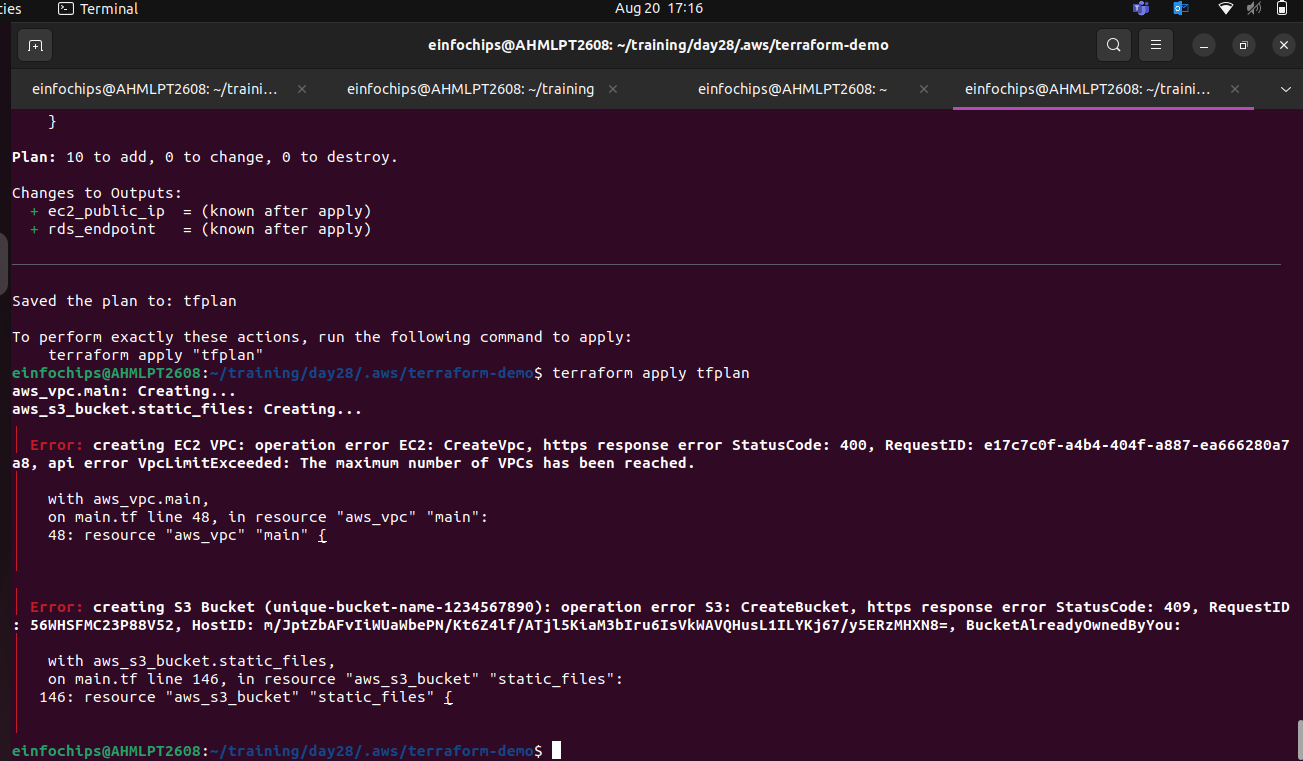 cies Terminal Aug 20 17:16
einfochips@AHMLPT2608: ~/training/day28/.aws/terraform-demo
einfochips@AHMLPT2608: ~/traini... einfochips@AHMLPT2608: ~/training einfochips@AHMLPT2608: ~ einfochips@AHMLPT2608: ~/traini...
}
Plan: 10 to add, 0 to change, 0 to destroy.
Changes to Outputs:
+ ec2_public_ip = (known after apply)
+ rds_endpoint = (known after apply)
Saved the plan to: tfplan
To perform exactly these actions, run the following command to apply:
terraform apply "tfplan"
einfochips@AHMLPT2608:~/training/day28/.aws/terraform-demo$ terraform apply tfplan
aws_vpc.main: Creating...
aws_s3_bucket.static_files: Creating...
Error: creating EC2 VPC: operation error EC2: CreateVpc, https response error StatusCode: 400, RequestID: e17c7c0f-a4b4-404f-a887-ea666280a7
a8, api error VpcLimitExceeded: The maximum number of VPCs has been reached.
with aws_vpc.main,
on main.tf line 48, in resource "aws_vpc" "main":
48: resource "aws_vpc" "main" {
Error: creating S3 Bucket (unique-bucket-name-1234567890): operation error S3: CreateBucket, https response error StatusCode: 409, RequestID
: 56WHSFMC23P88V52, HostID: m/JptZbAFvIiWUaWbePN/Kt6Z4lf/ATjl5KiaM3bIru6IsVkWAVQHusL1ILYKj67/y5ERzMHXN8=, BucketAlreadyOwnedByYou:
with aws_s3_bucket.static_files,
on main.tf line 146, in resource "aws_s3_bucket" "static_files":
146: resource "aws_s3_bucket" "static_files" {
einfochips@AHMLPT2608:~/training/day28/.aws/terraform-demo$